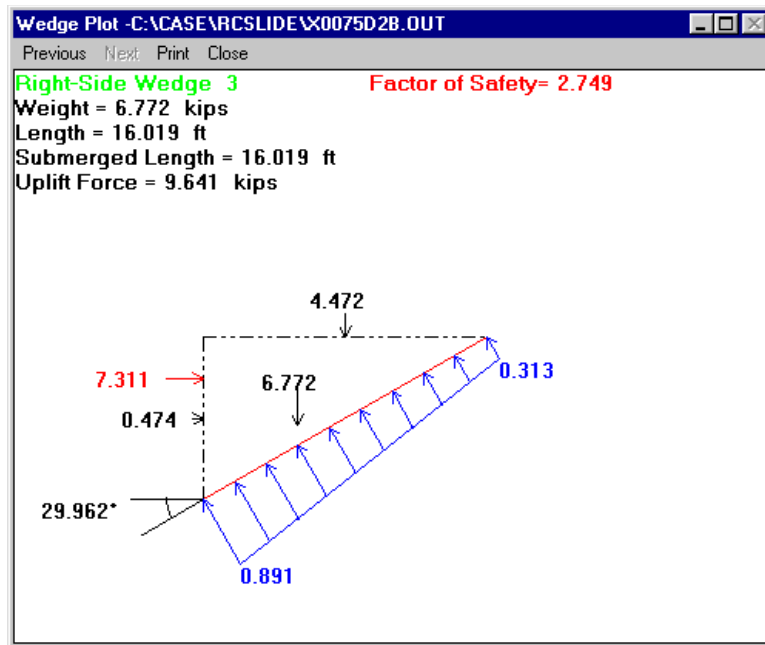 Wedge Plot -C:\CASE\RCSLIDE\X0075D2B.OUT
Previous Next Print Close
Right-Side Wedge 3 Factor of Safety= 2.749
Weight = 6.772 kips
Length = 16.019 ft
Submerged Length = 16.019 ft
Uplift Force = 9.641 kips
4.472
7.311
6.772
0.313
0.474
29.962°
0.891